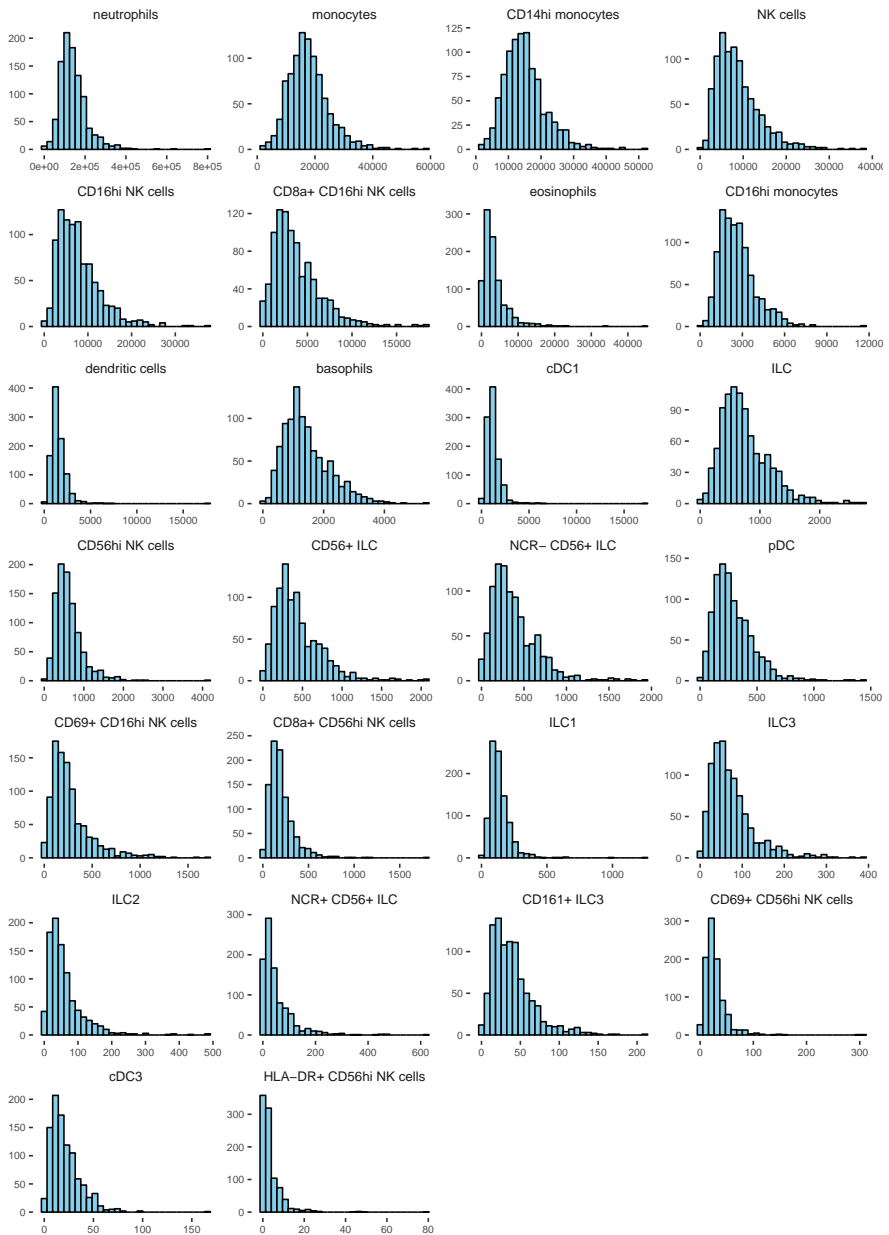 neutrophils
200
150
100
50
0
0e+00 2e+05 4e+05 6e+05 8e+05
monocytes
100
50
0
0 20000 40000 60000
CD14hi monocytes
125
100
75
50
25
0
0 10000 20000 30000 40000 50000
NK cells
100
50
0
0 10000 20000 30000 40000
CD16hi NK cells
100
50
0
0 10000 20000 30000
CD8a+ CD16hi NK cells
120
80
40
0
0 5000 10000 15000
eosinophils
300
200
100
0
0 10000 20000 30000 40000
CD16hi monocytes
100
50
0
0 3000 6000 9000 12000
dendritic cells
400
300
200
100
0
0 5000 10000 15000
basophils
100
50
0
0 2000 4000
cDC1
400
300
200
100
0
0 5000 10000 15000
ILC
90
60
30
0
0 1000 2000
CD56hi NK cells
200
150
100
50
0
0 1000 2000 3000 4000
CD56+ ILC
100
50
0
0 500 1000 1500 2000
NCR− CD56+ ILC
100
50
0
0 500 1000 1500 2000
pDC
150
100
50
0
0 500 1000 1500
CD69+ CD16hi NK cells
150
100
50
0
0 500 1000 1500
CD8a+ CD56hi NK cells
250
200
150
100
50
0
0 500 1000 1500
ILC1
200
100
0
0 500 1000
ILC3
100
50
0
0 100 200 300 400
ILC2
200
150
100
50
0
0 100 200 300 400 500
NCR+ CD56+ ILC
300
200
100
0
0 200 400 600
CD161+ ILC3
100
50
0
0 50 100 150 200
CD69+ CD56hi NK cells
300
200
100
0
0 100 200 300
cDC3
200
150
100
50
0
0 50 100 150
HLA−DR+ CD56hi NK cells
300
200
100
0
0 20 40 60 80